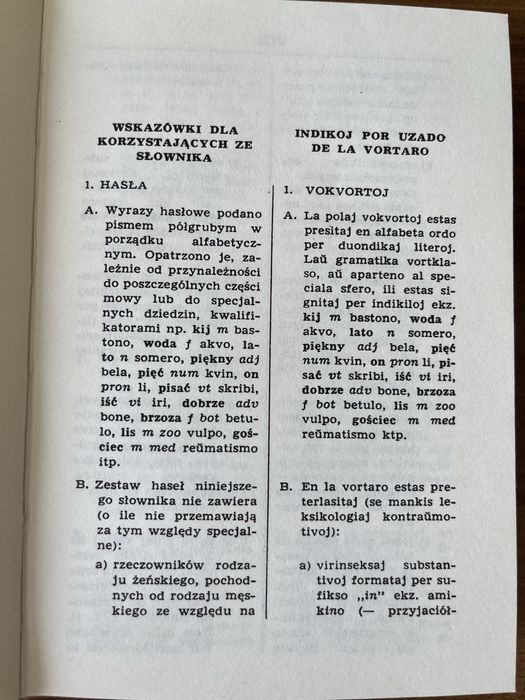 WSKAZÓWKI DLA
KORZYSTAJĄCYCH ZE
SŁOWNIKA
1. HASŁA
A. Wyrazy hasłowe podano
pismem półgrubym w
porządku alfabetycz-
nym. Opatrzono je, za-
leżnie od przynależności
do poszczególnych części
mowy lub do specjal-
nych dziedzin, kwalifi-
katorami np. kij m bas-
tono, woda f akvo, la-
to n somero, piękny adj
bela, pięć num kvin, on
pron li, pisać vt skribi,
iść vi iri, dobrze adv
bone, brzoza f bot betu-
lo, lis m zoo vulpo, goś-
ciec m med reŭmatismo
itp.
B. Zestaw haseł niniejsze-
go słownika nie zawiera
(o ile nie przemawiają
za tym względy specjal-
ne):
a) rzeczowników rodza-
ju żeńskiego, pochod-
nych od rodzaju męs-
kiego ze względu na
INDIKOJ POR UZADO
DE LA VORTARO
1. VOKVORTOJ
A. La polaj vokvortoj estas
presitaj en alfabeta ordo
per duondikaj literoj.
Laŭ gramatika vortkla-
so, aŭ aparteno al spe-
ciala sfero, ili estas si-
gnitaj per indikiloj ekz.
kij m bastono, woda f
akvo, lato n somero,
piękny adj bela, pięć
num kvin, on pron li, pi-
sać vt skribi, iść vi iri,
dobrze adv bone, brzoza
f bot betulo, lis m zoo
vulpo, gościec m med
reŭmatismo ktp.
B. En la vortaro estas pre-
terlasitaj (se mankis le-
ksikologiaj kontraŭmo-
tivoj):
a) virinseksaj substan-
tivoj formataj per su-
fikso „in" ekz. ami-
kino (— przyjaciół-